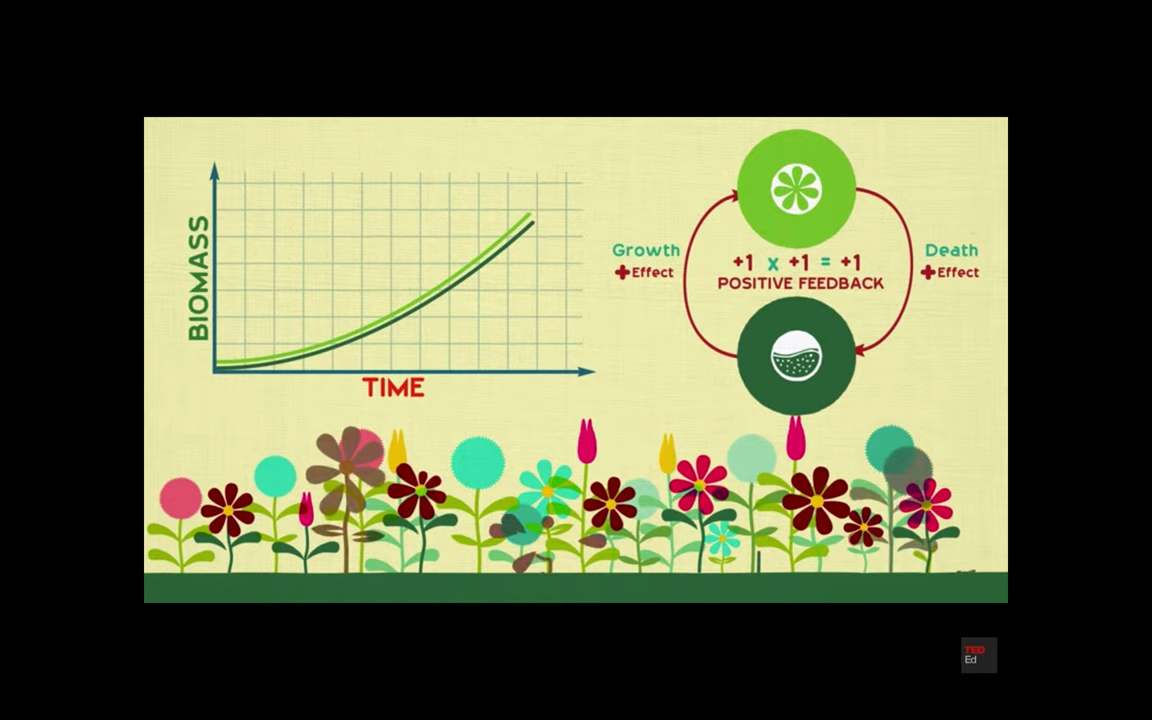 BIOMASS
TIME
Growth
+Effect
+1 x +1 = +1
POSITIVE FEEDBACK
Death
+Effect
TED
Ed